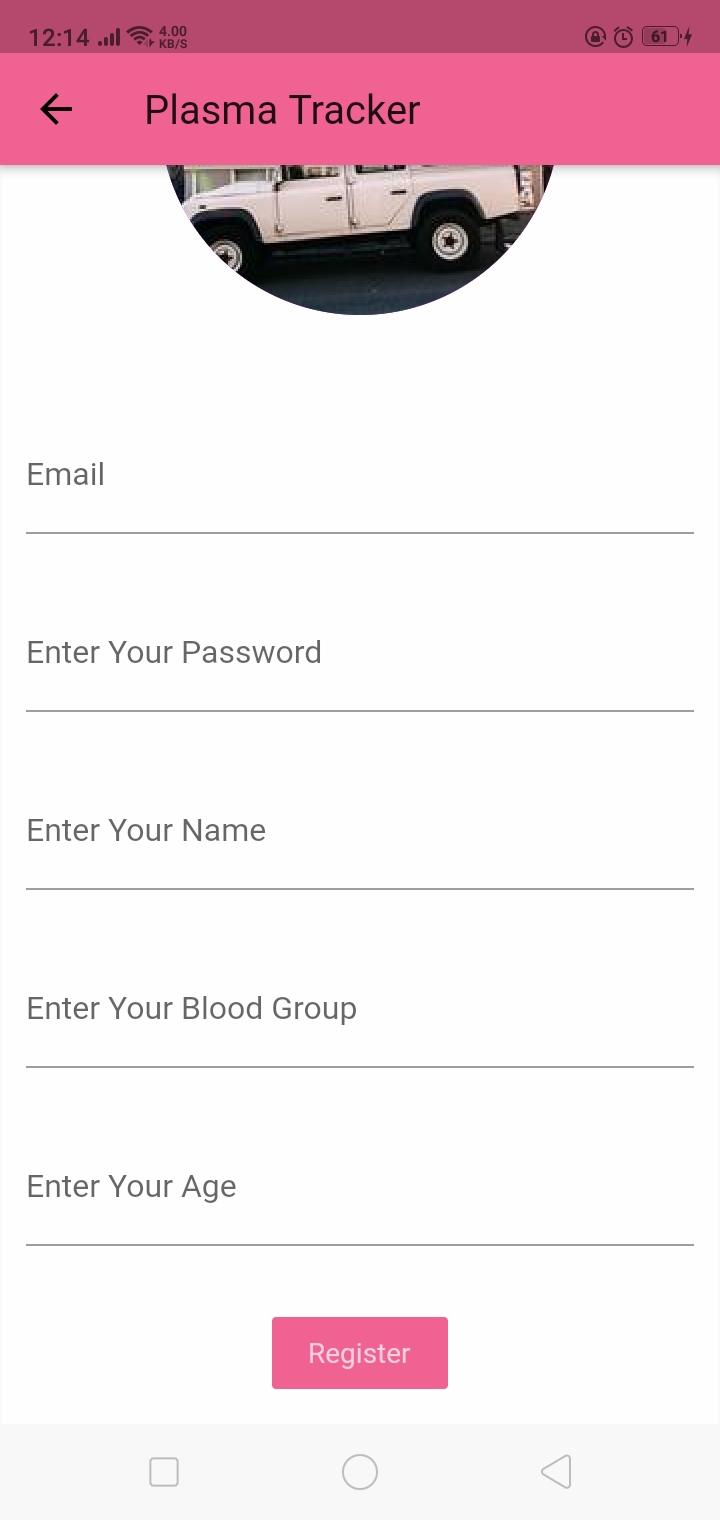 12:14 4.00 KB/S 61
Plasma Tracker
Email
Enter Your Password
Enter Your Name
Enter Your Blood Group
Enter Your Age
Register